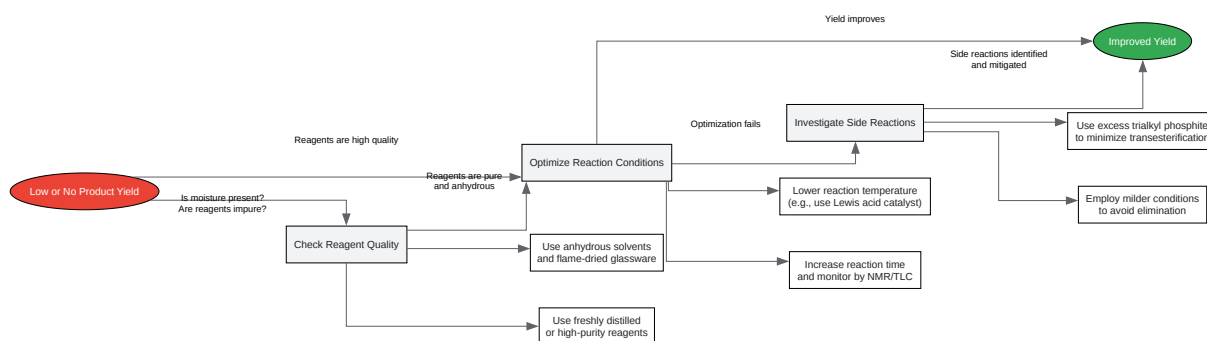 Yield improves
Improved Yield
Side reactions identified
and mitigated
Investigate Side Reactions
Use excess trialkyl phosphite
to minimize transesterification
Optimization fails
Reagents are high quality
Optimize Reaction Conditions
Reagents are pure
and anhydrous
Low or No Product Yield
Is moisture present?
Are reagents impure?
Lower reaction temperature
(e.g., use Lewis acid catalyst)
Employ milder conditions
to avoid elimination
Check Reagent Quality
Use anhydrous solvents
and flame-dried glassware
Increase reaction time
and monitor by NMR/TLC
Use freshly distilled
or high-purity reagents